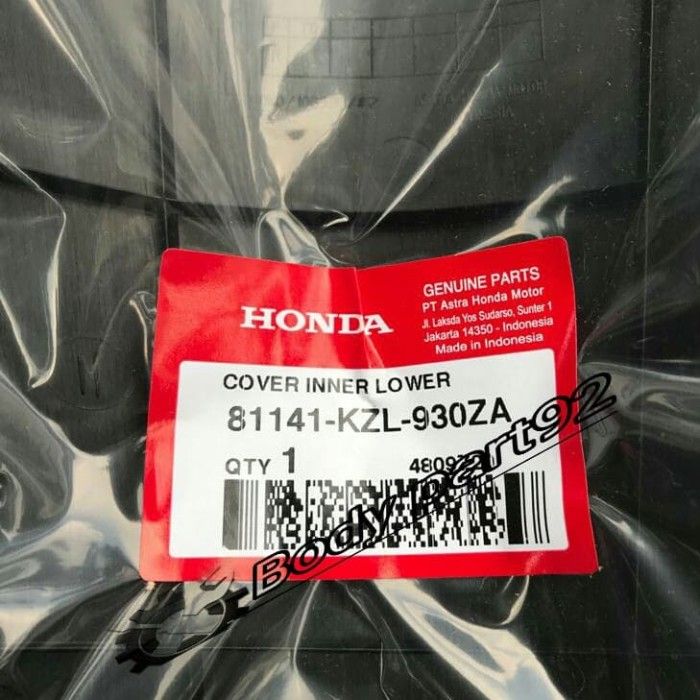 GENUINE PARTS
PT Astra Honda Motor
Jl. Laksda Yos Sudarso, Sunter 1
Jakarta 14350 - Indonesia
Made in Indonesia
HONDA
COVER INNER LOWER
81141-KZL-930ZA
QTY 1
Body Part92